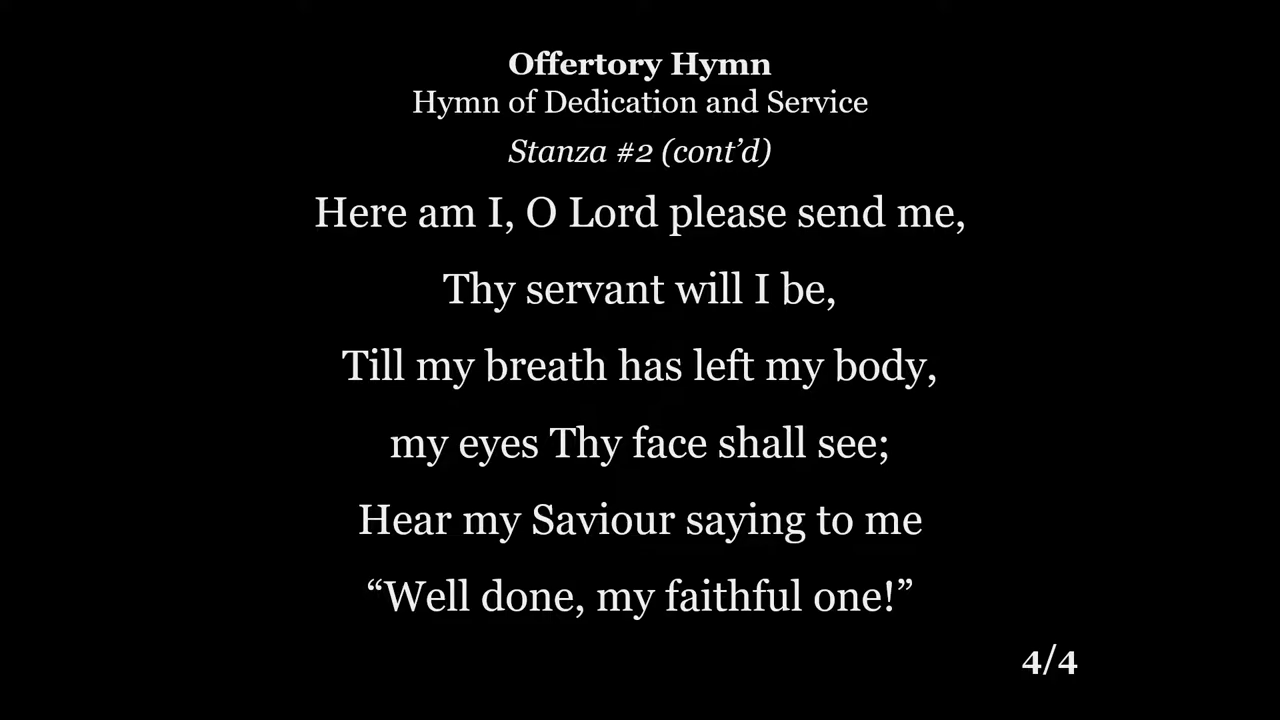 Offertory Hymn
Hymn of Dedication and Service
Stanza #2 (cont’d)
Here am I, O Lord please send me,
Thy servant will I be,
Till my breath has left my body,
my eyes Thy face shall see;
Hear my Saviour saying to me
“Well done, my faithful one!”
4/4